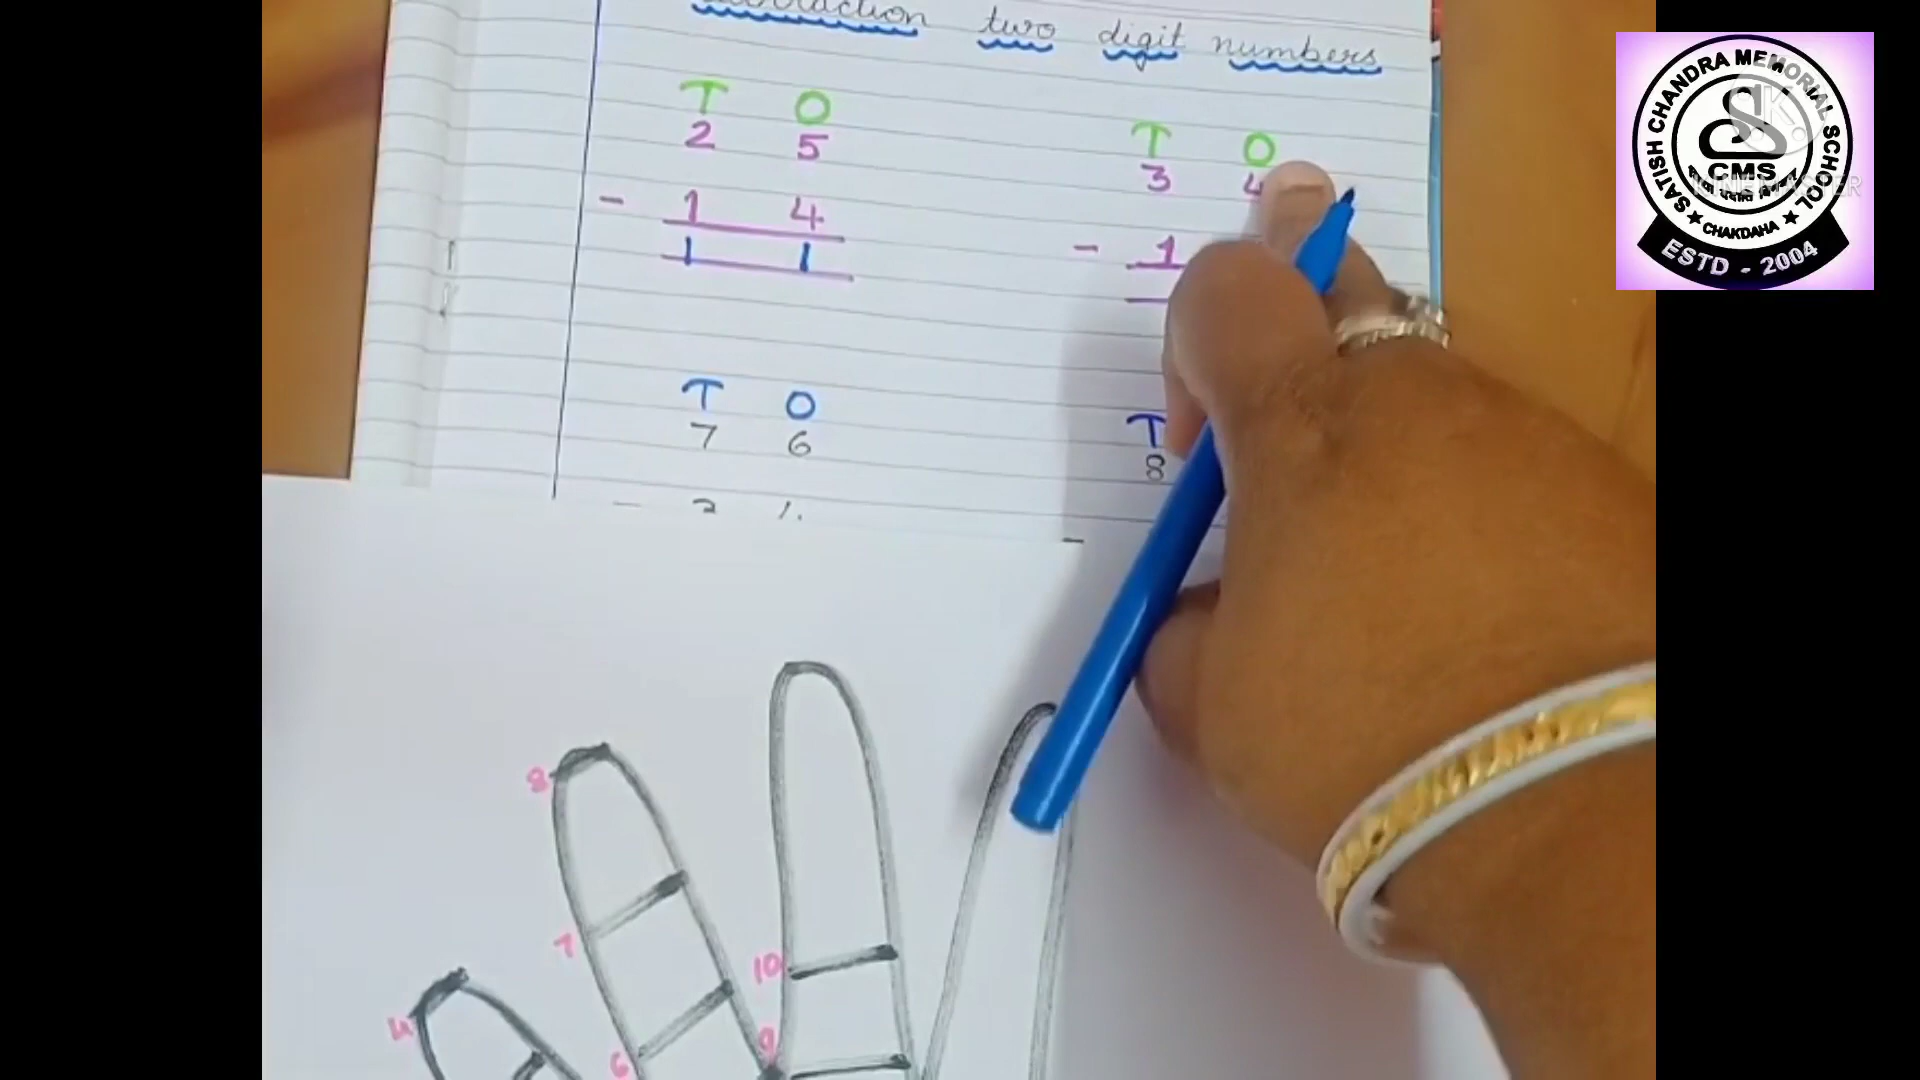 two digit numbers
T O
2 5
- 1 4
1 1
T O
3 4
- 1
T O
7 6
T
8
-
8
7
6
4
10
9
SATISH CHANDRA MEMORIAL SCHOOL
CMS
CHAKDAHA
ESTD - 2004
KINEMASTER